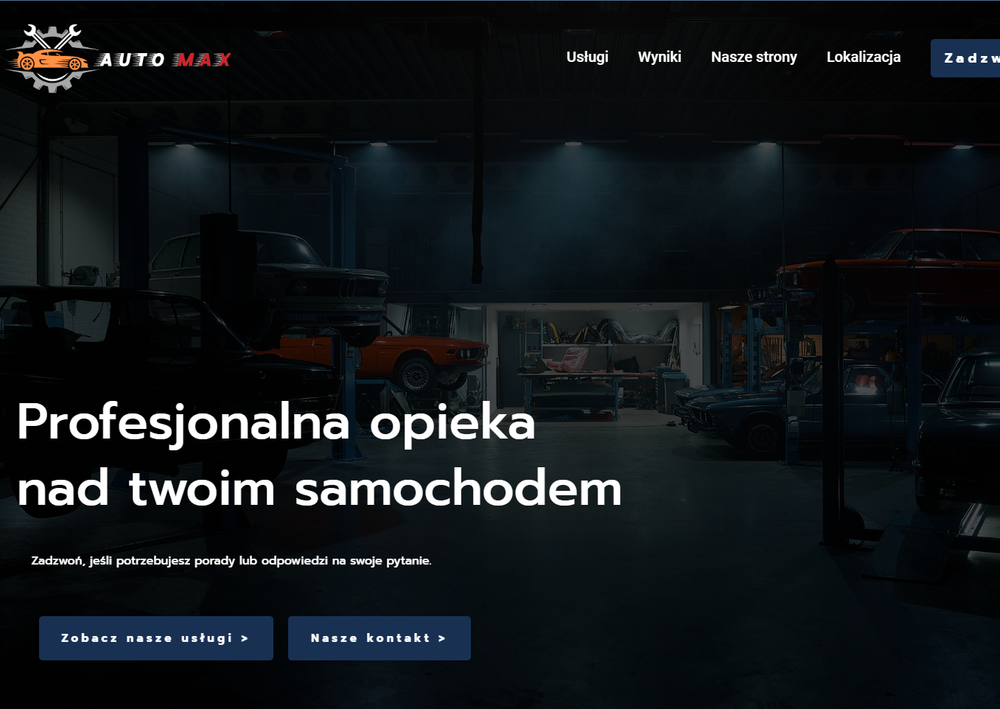 AUTO MAX
Usługi Wyniki Nasze strony Lokalizacja
Profesjonalna opieka
nad twoim samochodem
Zadzwoń, jeśli potrzebujesz porady lub odpowiedzi na swoje pytanie.
Zobacz nasze usługi > Nasze kontakt >